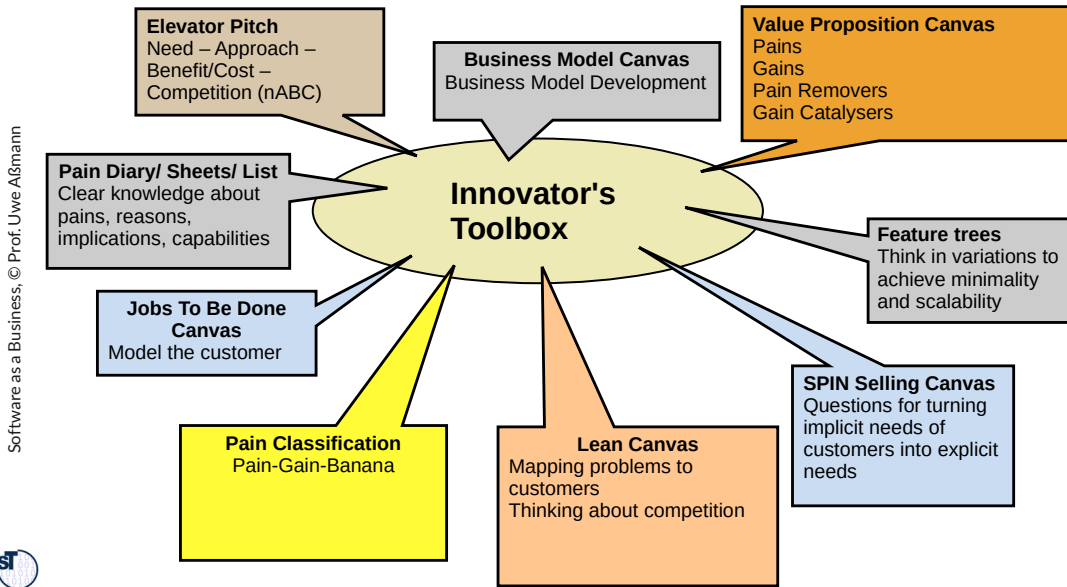 Elevator Pitch
Need – Approach –
Benefit/Cost –
Competition (nABC)
Business Model Canvas
Business Model Development
Value Proposition Canvas
Pains
Gains
Pain Removers
Gain Catalysers
Pain Diary/ Sheets/ List
Clear knowledge about
pains, reasons,
implications, capabilities
Innovator's
Toolbox
Feature trees
Think in variations to
achieve minimality
and scalability
Jobs To Be Done
Canvas
Model the customer
Pain Classification
Pain-Gain-Banana
Lean Canvas
Mapping problems to
customers
Thinking about competition
SPIN Selling Canvas
Questions for turning
implicit needs of
customers into explicit
needs
Software as a Business, © Prof. Uwe Aßmann
ST